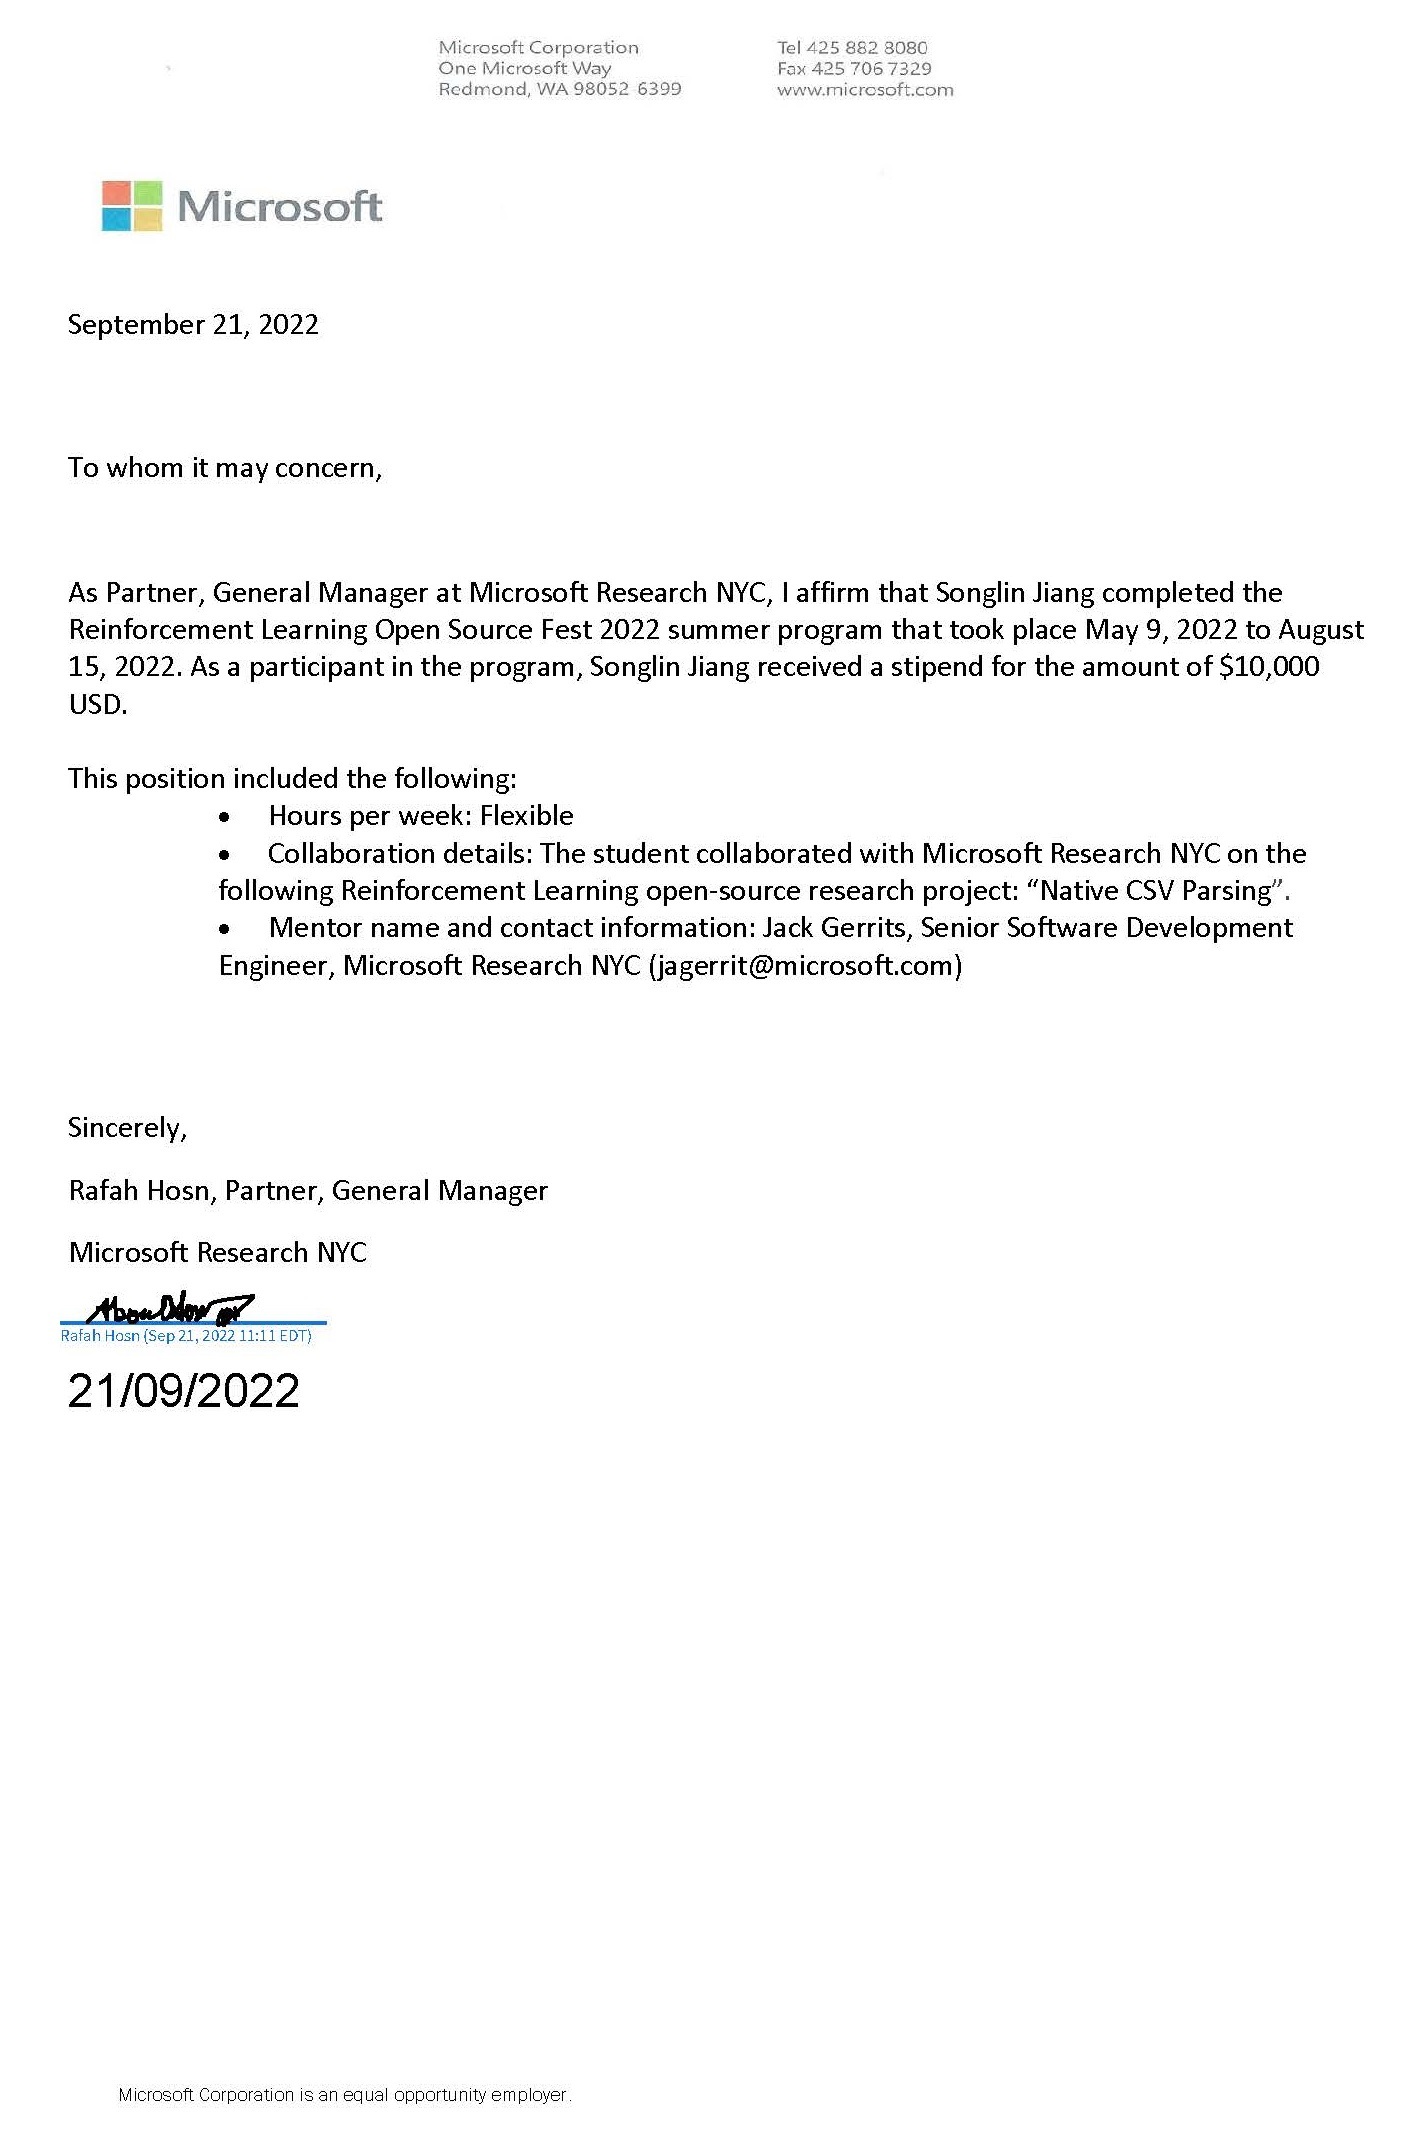 Microsoft Corporation
One Microsoft Way
Redmond, WA 98052-6399
Tel 425 882 8080
Fax 425 706 7329
www.microsoft.com
Microsoft
September 21, 2022
To whom it may concern,
As Partner, General Manager at Microsoft Research NYC, I affirm that Songlin Jiang completed the
Reinforcement Learning Open Source Fest 2022 summer program that took place May 9, 2022 to August
15, 2022. As a participant in the program, Songlin Jiang received a stipend for the amount of $10,000
USD.
This position included the following:
• Hours per week: Flexible
• Collaboration details: The student collaborated with Microsoft Research NYC on the
following Reinforcement Learning open-source research project: “Native CSV Parsing”.
• Mentor name and contact information: Jack Gerrits, Senior Software Development
Engineer, Microsoft Research NYC (jagerrit@microsoft.com)
Sincerely,
Rafah Hosn, Partner, General Manager
Microsoft Research NYC
Rafah Hosn (Sep 21, 2022 11:11 EDT)
21/09/2022
Microsoft Corporation is an equal opportunity employer.